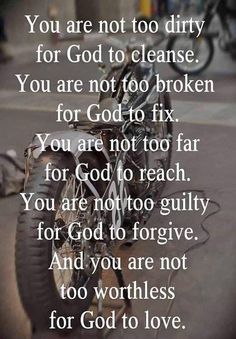 You are not too dirty
for God to cleanse.
You are not too broken
for God to fix.
You are not too far
for God to reach.
You are not too guilty
for God to forgive.
And you are not
too worthless
for God to love.